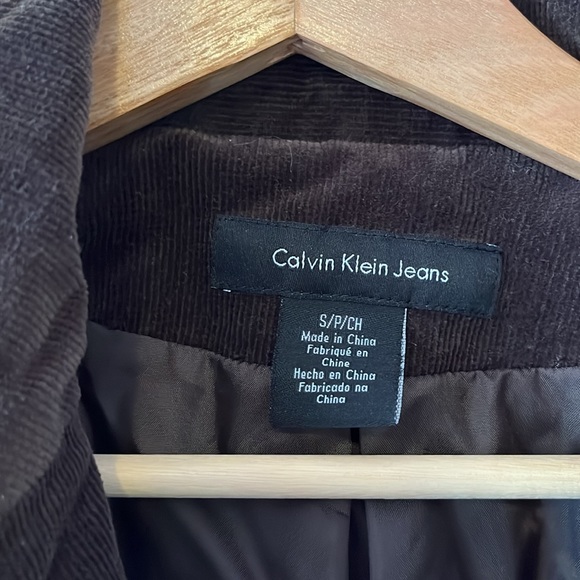 Calvin Klein Jeans
S/P/CH
Made in China
Fabriqué en
Chine
Hecho en China
Fabricado na
China